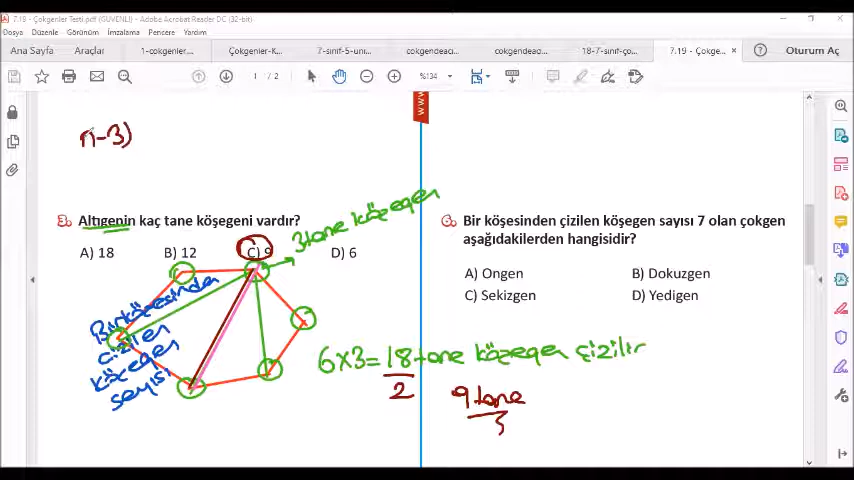 7.19 - Çokgenler Testi.pdf (GÜVENLİ) - Adobe Acrobat Reader DC (32-bit)
Dosya Düzenle Görünüm İmzalama Pencere Yardım
Ana Sayfa Araçlar 1-cokgenler... Çokgenler-K... 7-sinif-5-uni... cokgendeaci... cokgendeaci... 18-7-sinif-ço... 7.19 - Çokge... × Oturum Aç
1 / 2 %134
www
n-3)
Altıgenin kaç tane köşegeni vardır?
A) 18 B) 12 C) 9 D) 6
3 tane köşegen
Bir köşesinden
çizilen
köşegen
sayısı
6x3=18 tane köşegen çizilir
2
9 tane
Bir köşesinden çizilen köşegen sayısı 7 olan çokgen
aşağıdakilerden hangisidir?
A) Ongen B) Dokuzgen
C) Sekizgen D) Yedigen